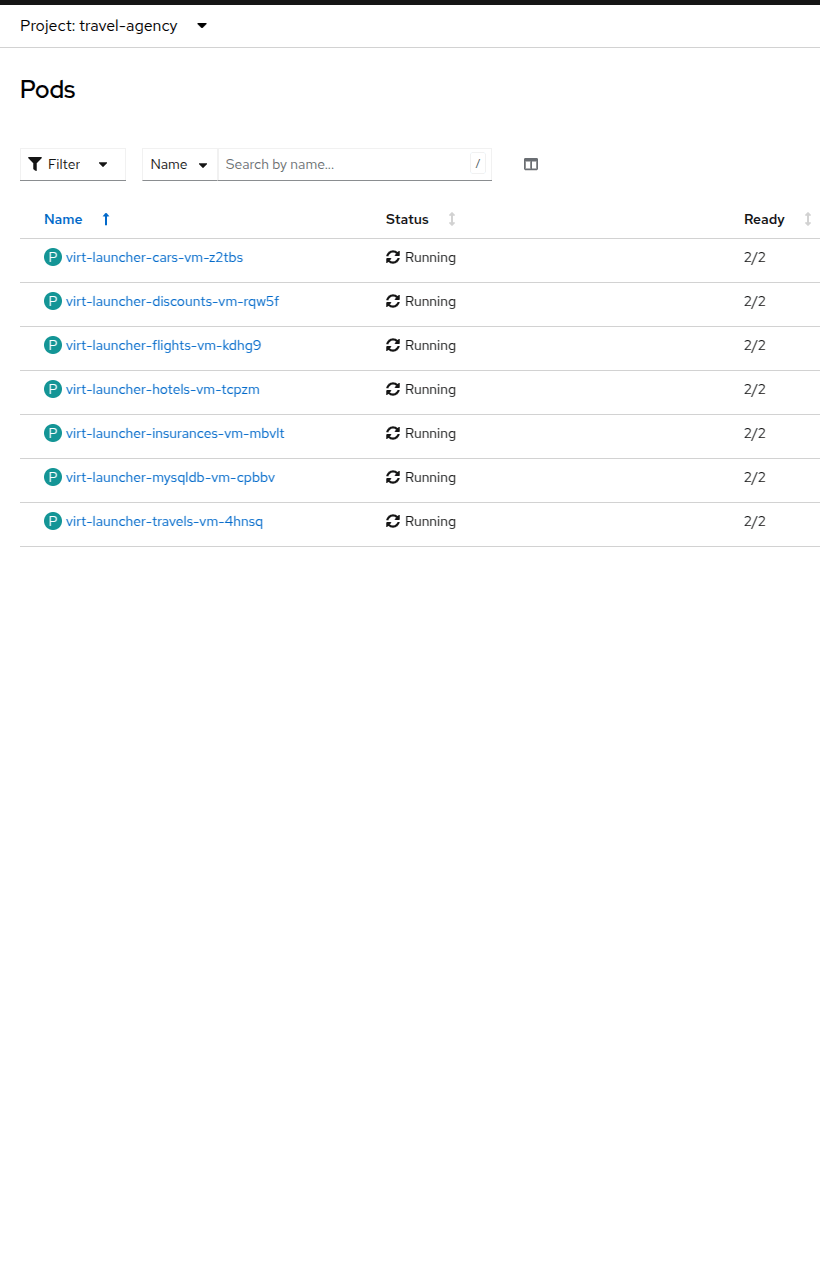 Project: travel-agency
Pods
Filter Name Search by name... /
Name Status Ready
P virt-launcher-cars-vm-z2tbs Running 2/2
P virt-launcher-discounts-vm-rqw5f Running 2/2
P virt-launcher-flights-vm-kdhg9 Running 2/2
P virt-launcher-hotels-vm-tcpzm Running 2/2
P virt-launcher-insurances-vm-mbvlt Running 2/2
P virt-launcher-mysqldb-vm-cpbbv Running 2/2
P virt-launcher-travels-vm-4hnsq Running 2/2